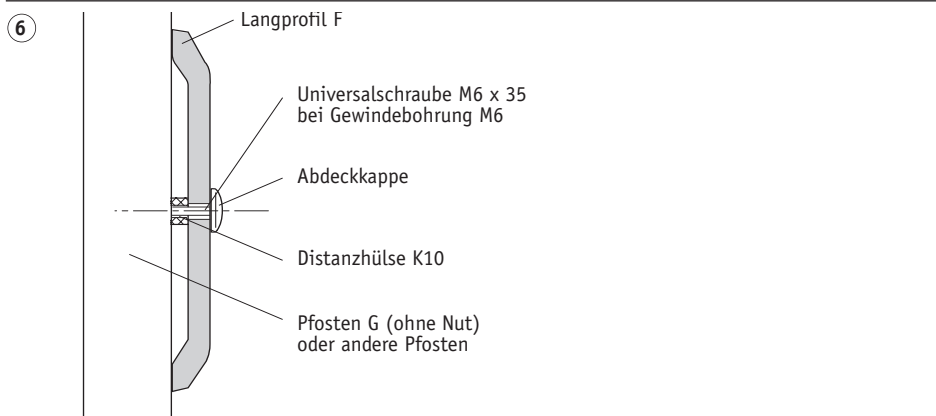 6
Langprofil F
Universalschraube M6 x 35
bei Gewindebohrung M6
Abdeckkappe
Distanzhülse K10
Pfosten G (ohne Nut)
oder andere Pfosten